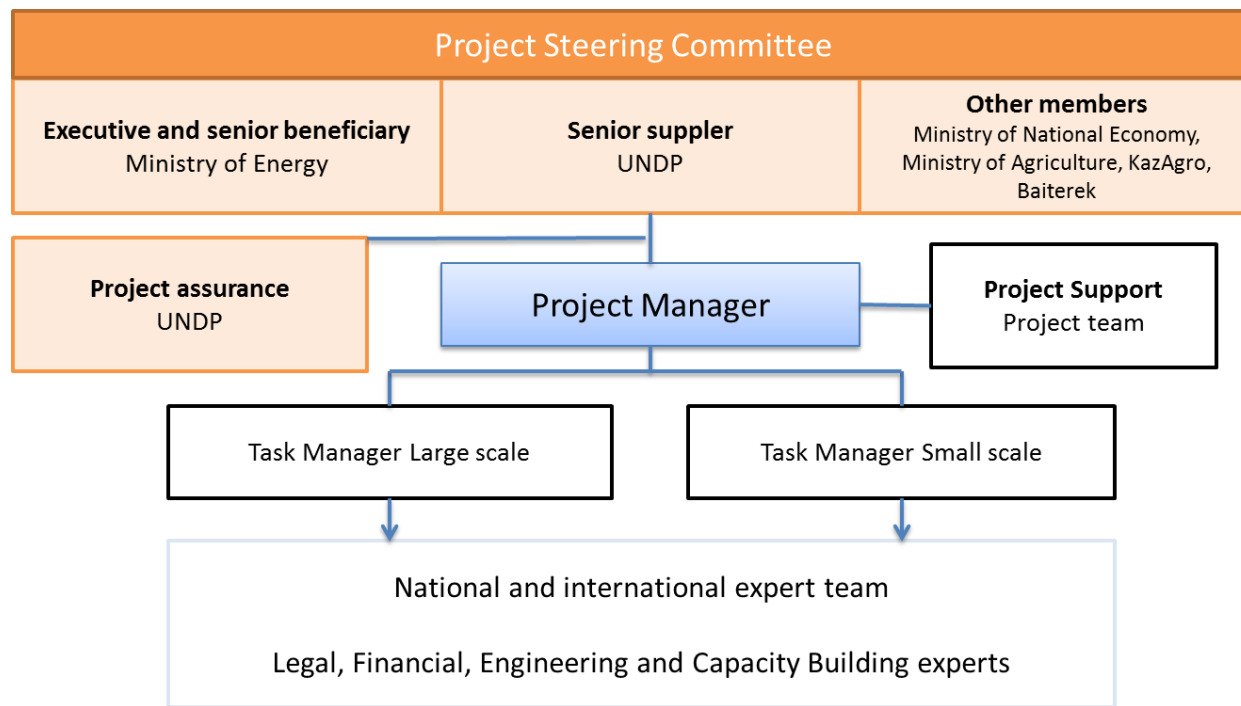 Project Steering Committee
Executive and senior beneficiary
Ministry of Energy
Senior suppler
UNDP
Other members
Ministry of National Economy,
Ministry of Agriculture, KazAgro,
Baiterek
Project assurance
UNDP
Project Manager
Project Support
Project team
Task Manager Large scale
Task Manager Small scale
National and international expert team
Legal, Financial, Engineering and Capacity Building experts